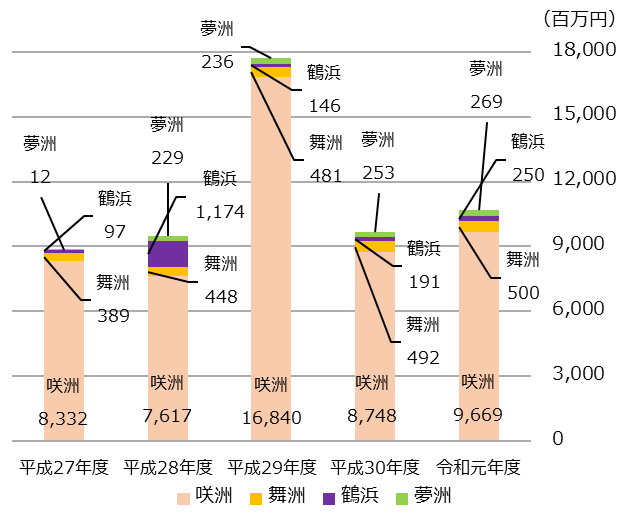 （百万円）
18,000
15,000
12,000
9,000
6,000
3,000
0
夢洲
12
鶴浜
97
舞洲
389
咲洲
8,332
夢洲
229
鶴浜
1,174
舞洲
448
咲洲
7,617
夢洲
236
鶴浜
146
舞洲
481
咲洲
16,840
夢洲
253
鶴浜
191
舞洲
492
咲洲
8,748
夢洲
269
鶴浜
250
舞洲
500
咲洲
9,669
平成27年度 平成28年度 平成29年度 平成30年度 令和元年度
咲洲 舞洲 鶴浜 夢洲